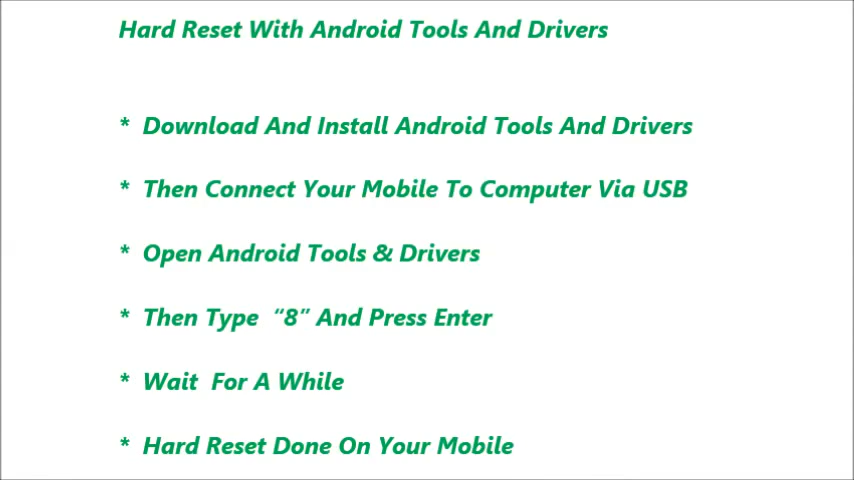 Hard Reset With Android Tools And Drivers
* Download And Install Android Tools And Drivers
* Then Connect Your Mobile To Computer Via USB
* Open Android Tools & Drivers
* Then Type “8” And Press Enter
* Wait For A While
* Hard Reset Done On Your Mobile